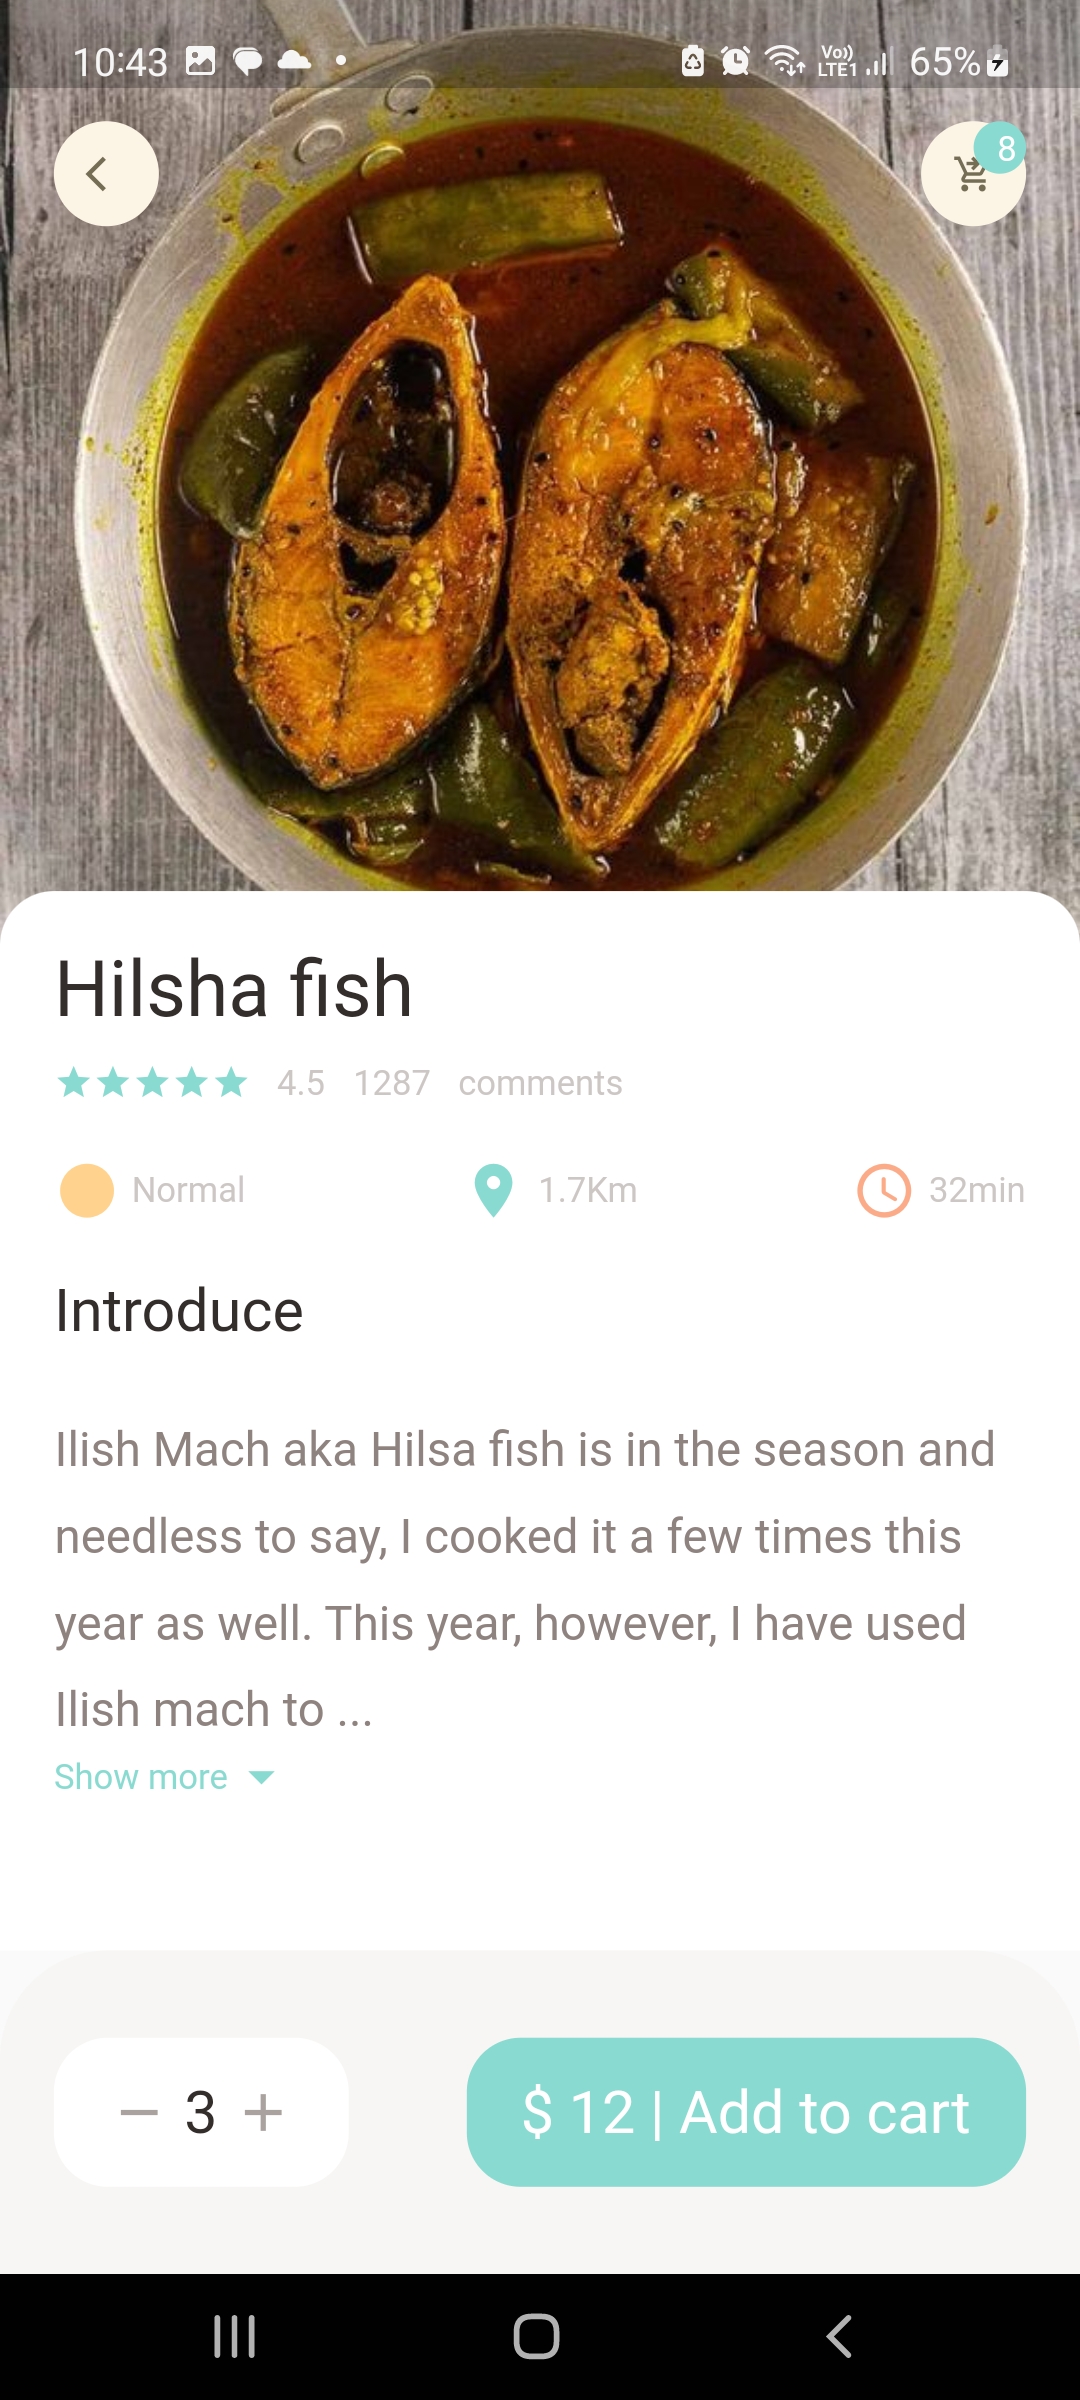 10:43 Vo)) LTE1 65%
8
Hilsha fish
4.5 1287 comments
Normal 1.7Km 32min
Introduce
Ilish Mach aka Hilsa fish is in the season and
needless to say, I cooked it a few times this
year as well. This year, however, I have used
Ilish mach to ...
Show more
3 $ 12 | Add to cart